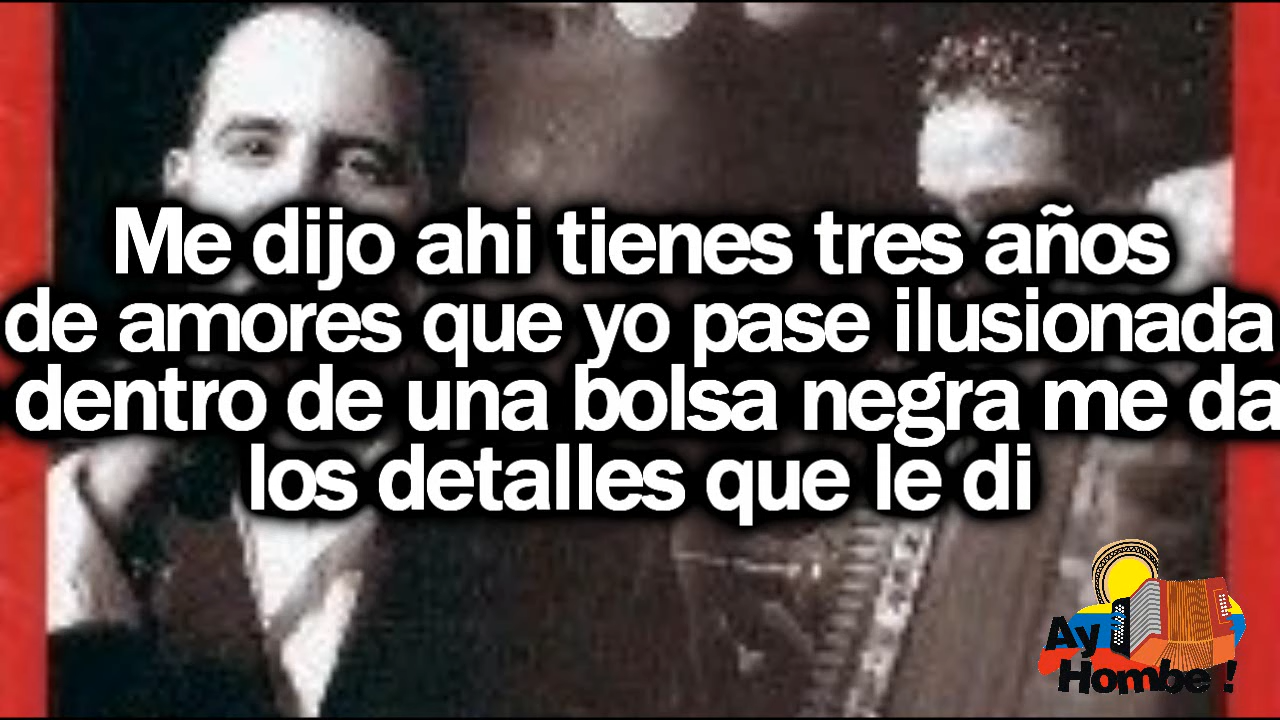 Me dijo ahi tienes tres años
de amores que yo pase ilusionada
dentro de una bolsa negra me da
los detalles que le di
Ay
Hombe !